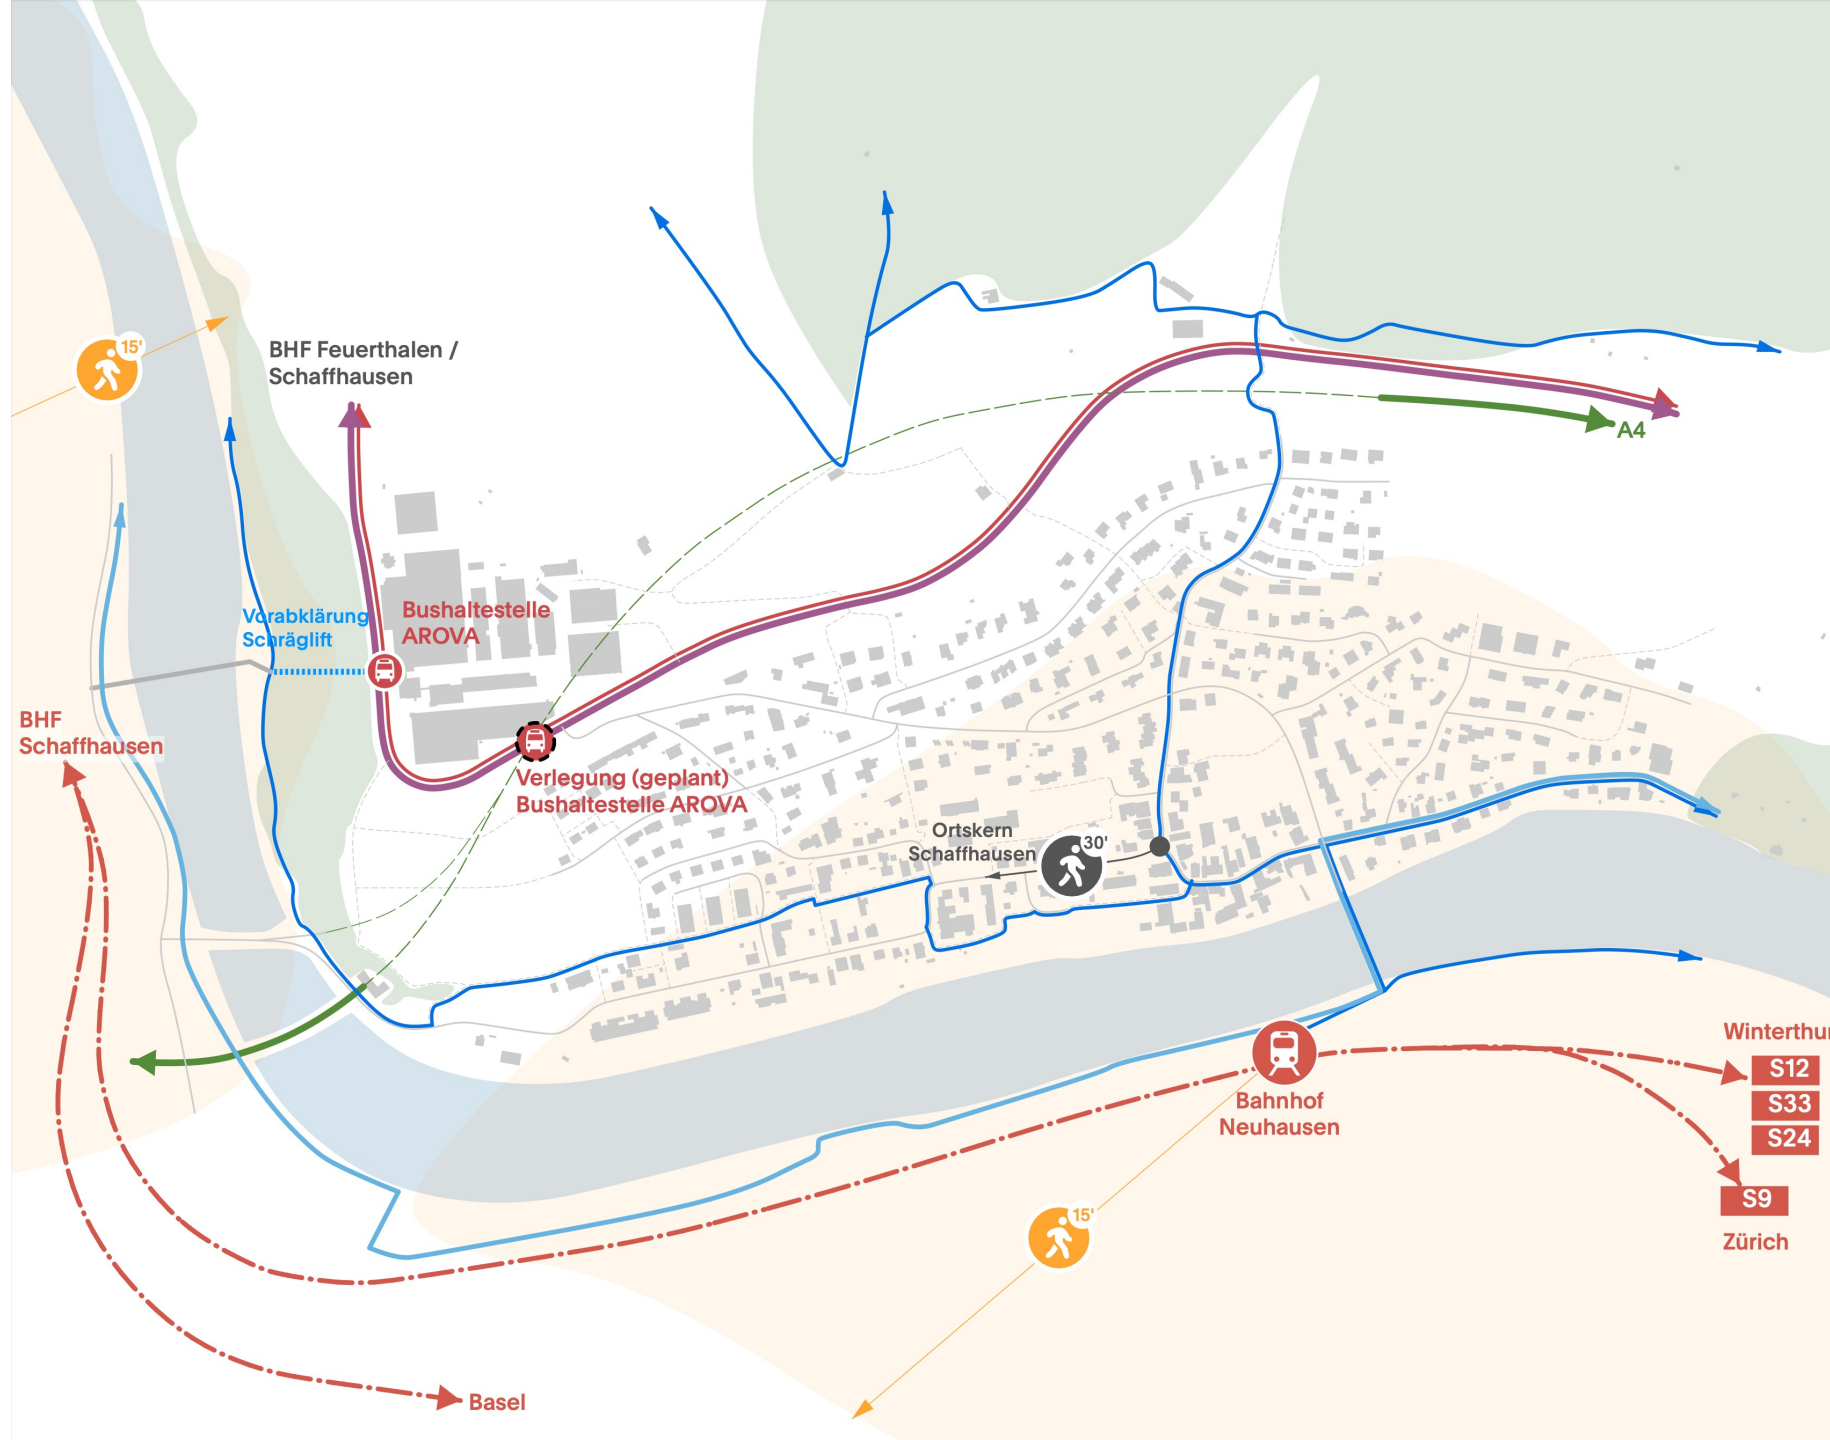 15'
BHF Feuerthalen /
Schaffhausen
A4
Bushaltestelle
AROVA
Vorabklärung
Schräglift
BHF
Schaffhausen
Verlegung (geplant)
Bushaltestelle AROVA
Ortskern
Schaffhausen
30'
Winterthur
S12
S33
S24
Bahnhof
Neuhausen
S9
15'
Zürich
Basel